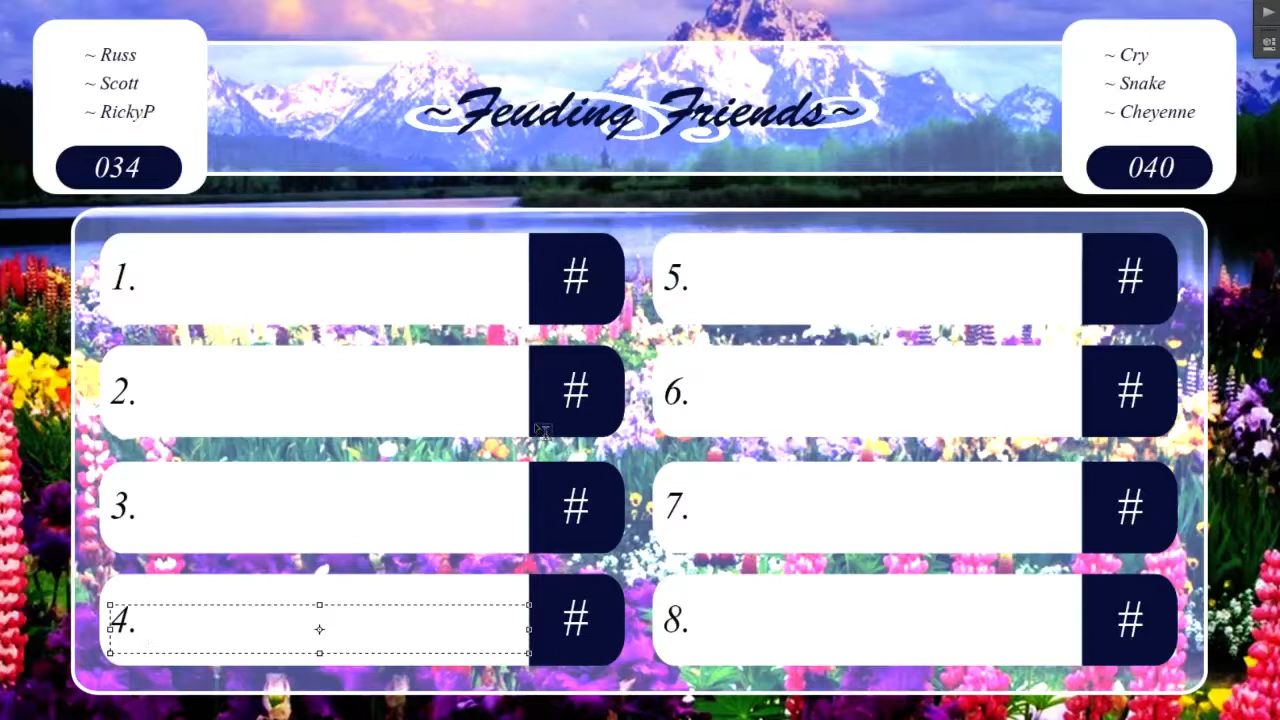 ~ Russ
~ Scott
~ RickyP
034
~Feuding Friends~
~ Cry
~ Snake
~ Cheyenne
040
1. #
2. #
3. #
4. #
5. #
6. #
7. #
8. #